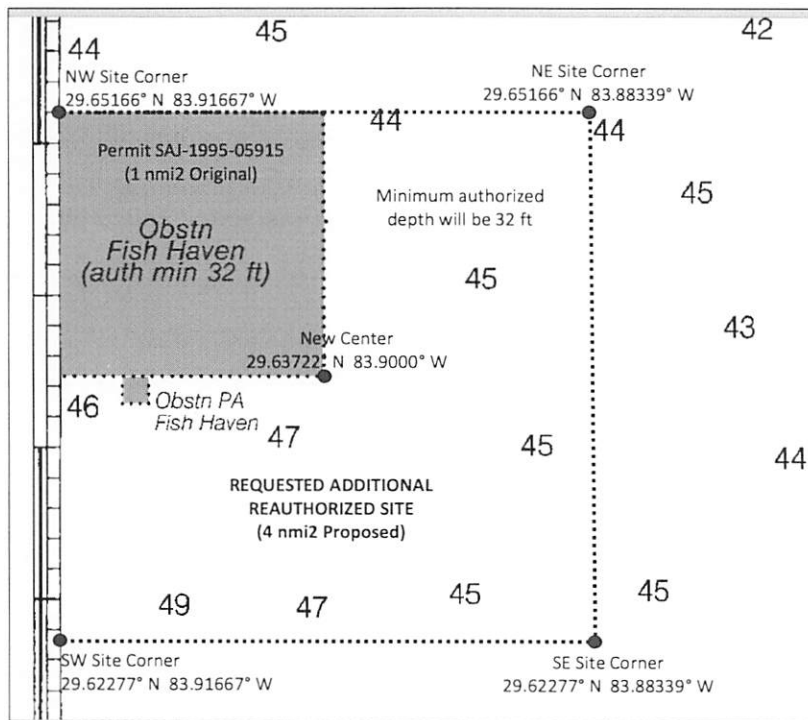 45
42
44
NW Site Corner
29.65166° N 83.91667° W
NE Site Corner
29.65166° N 83.88339° W
44
44
Permit SAJ-1995-05915
(1 nmi2 Original)
Minimum authorized
depth will be 32 ft
45
Obstn
Fish Haven
(auth min 32 ft)
45
43
New Center
29.63722 N 83.9000° W
46
Obstn PA
Fish Haven
47
45
44
REQUESTED ADDITIONAL
REAUTHORIZED SITE
(4 nmi2 Proposed)
49
47
45
45
SW Site Corner
29.62277° N 83.91667° W
SE Site Corner
29.62277° N 83.88339° W